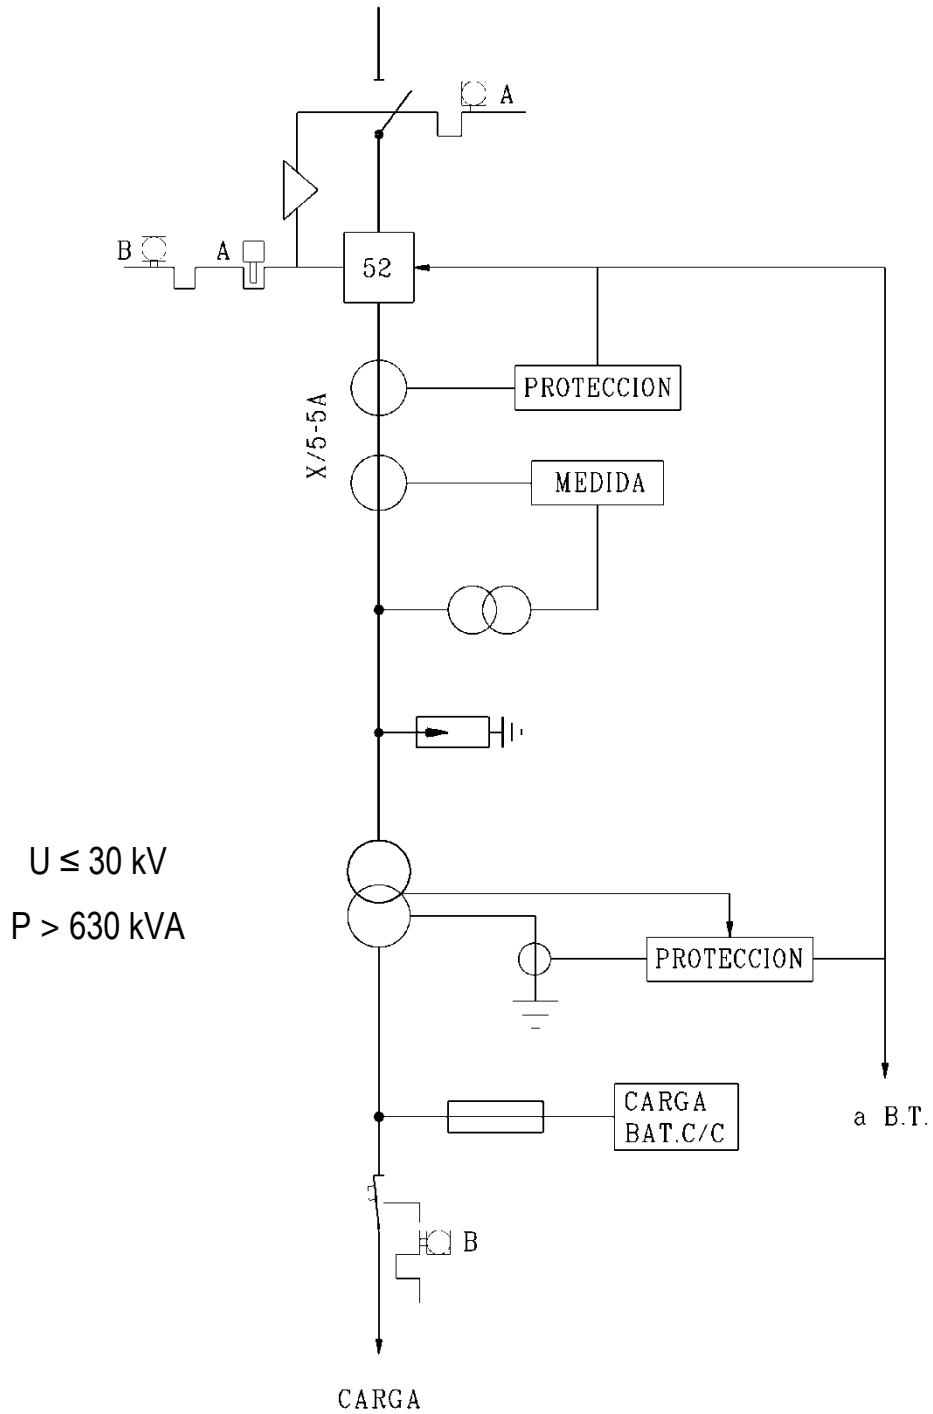 A
B
A
52
PROTECCION
X/5-5A
MEDIDA
U ≤ 30 kV
P > 630 kVA
PROTECCION
CARGA
BAT.C/C
a B.T.
B
CARGA